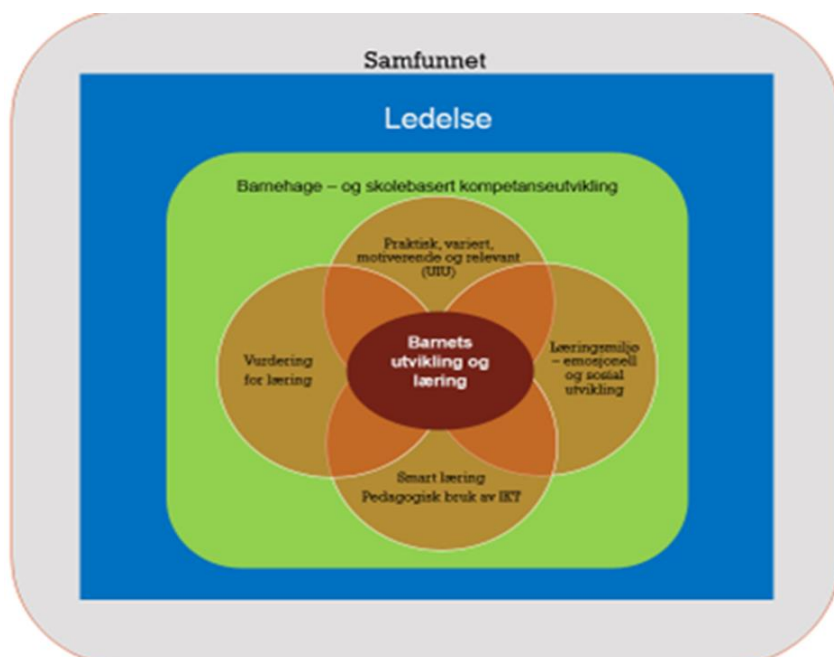 Samfunnet
Ledelse
Barnehage – og skolebasert kompetanseutvikling
Praktisk, variert,
motiverende og relevant
(UIU)
Vurdering
for læring
Barnets
utvikling og
læring
Læringsmiljø
– emosjonell
og sosial
utvikling
Smart læring
Pedagogisk bruk av IKT